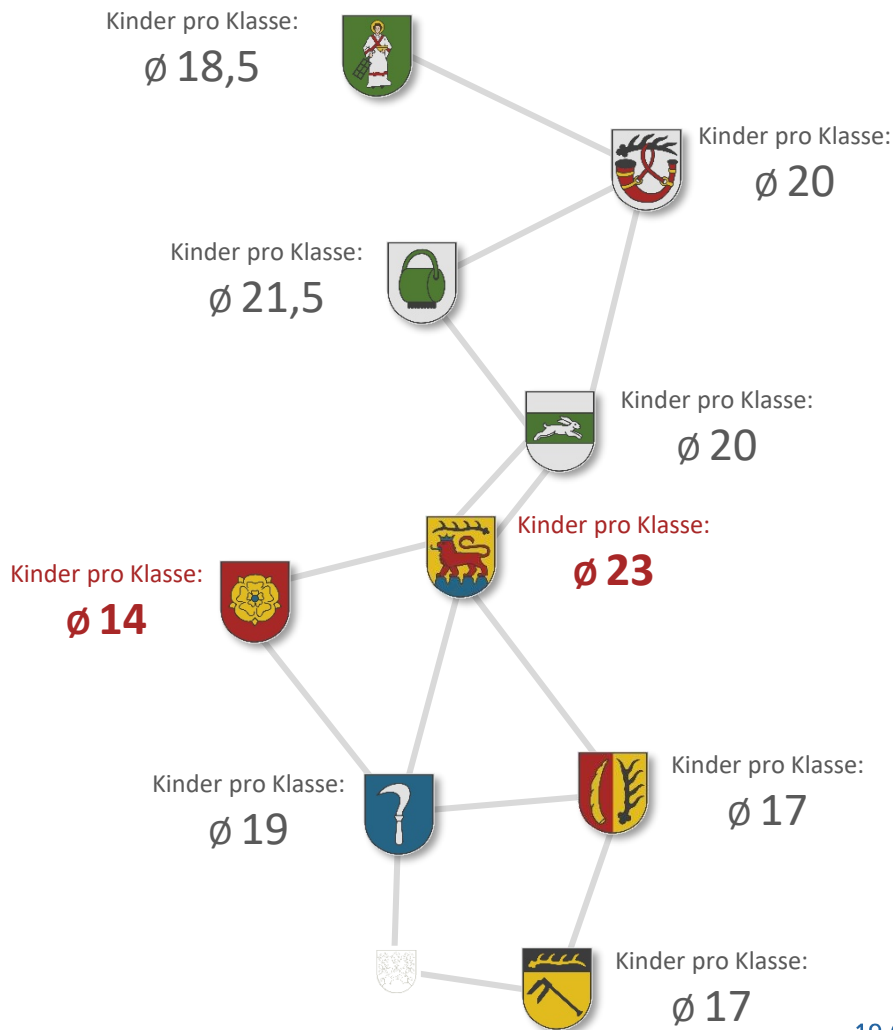 Kinder pro Klasse:
Ø 18,5
Kinder pro Klasse:
Ø 20
Kinder pro Klasse:
Ø 21,5
Kinder pro Klasse:
Ø 20
Kinder pro Klasse:
Ø 23
Kinder pro Klasse:
Ø 14
Kinder pro Klasse:
Ø 19
Kinder pro Klasse:
Ø 17
Kinder pro Klasse:
Ø 17